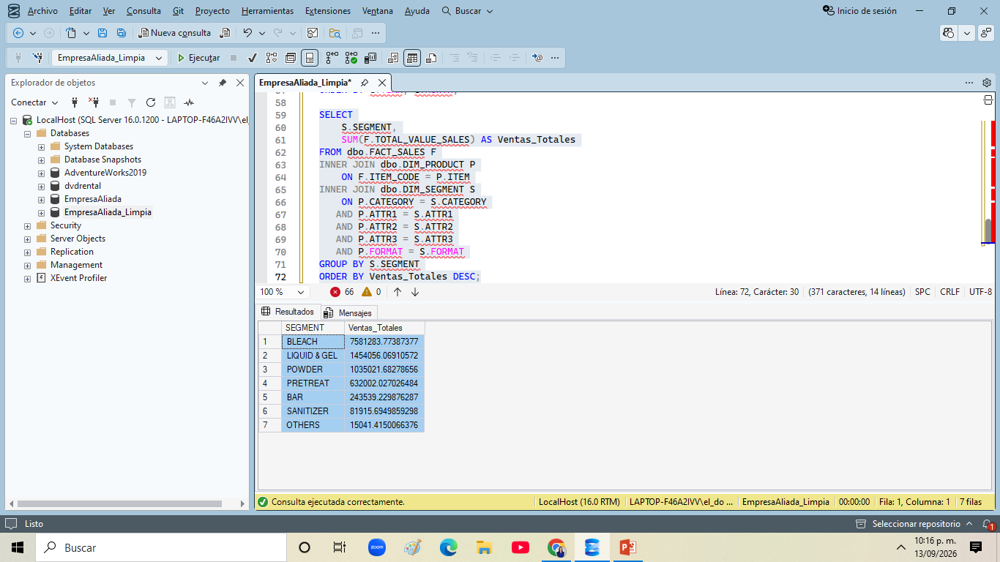 Archivo Editar Ver Consulta Git Proyecto Herramientas Extensiones Ventana Ayuda Buscar Inicio de sesión
Nueva consulta
EmpresaAliada_Limpia Ejecutar
Explorador de objetos
Conectar
LocalHost (SQL Server 16.0.1200 - LAPTOP-F46A2IVV\el_
Databases
System Databases
Database Snapshots
AdventureWorks2019
dvdrental
EmpresaAliada
EmpresaAliada_Limpia
Security
Server Objects
Replication
Management
XEvent Profiler
EmpresaAliada_Limpia*
58
59 SELECT
60 S.SEGMENT,
61 SUM(F.TOTAL_VALUE_SALES) AS Ventas_Totales
62 FROM dbo.FACT_SALES F
63 INNER JOIN dbo.DIM_PRODUCT P
64 ON F.ITEM_CODE = P.ITEM
65 INNER JOIN dbo.DIM_SEGMENT S
66 ON P.CATEGORY = S.CATEGORY
67 AND P.ATTR1 = S.ATTR1
68 AND P.ATTR2 = S.ATTR2
69 AND P.ATTR3 = S.ATTR3
70 AND P.FORMAT = S.FORMAT
71 GROUP BY S.SEGMENT
72 ORDER BY Ventas_Totales DESC;
100 % 66 0 Línea: 72, Carácter: 30 (371 caracteres, 14 líneas) SPC CRLF UTF-8
Resultados Mensajes
SEGMENT Ventas_Totales
1 BLEACH 7581283.77387377
2 LIQUID & GEL 1454056.06910572
3 POWDER 1035021.68278656
4 PRETREAT 632002.027026484
5 BAR 243539.229876287
6 SANITIZER 81915.6949859298
7 OTHERS 15041.4150066376
Consulta ejecutada correctamente. LocalHost (16.0 RTM) LAPTOP-F46A2IVV\el_do ... EmpresaAliada_Limpia 00:00:00 Fila: 1, Columna: 1 7 filas
Listo Seleccionar repositorio 1
Buscar zoom 10:16 p. m.
13/09/2026